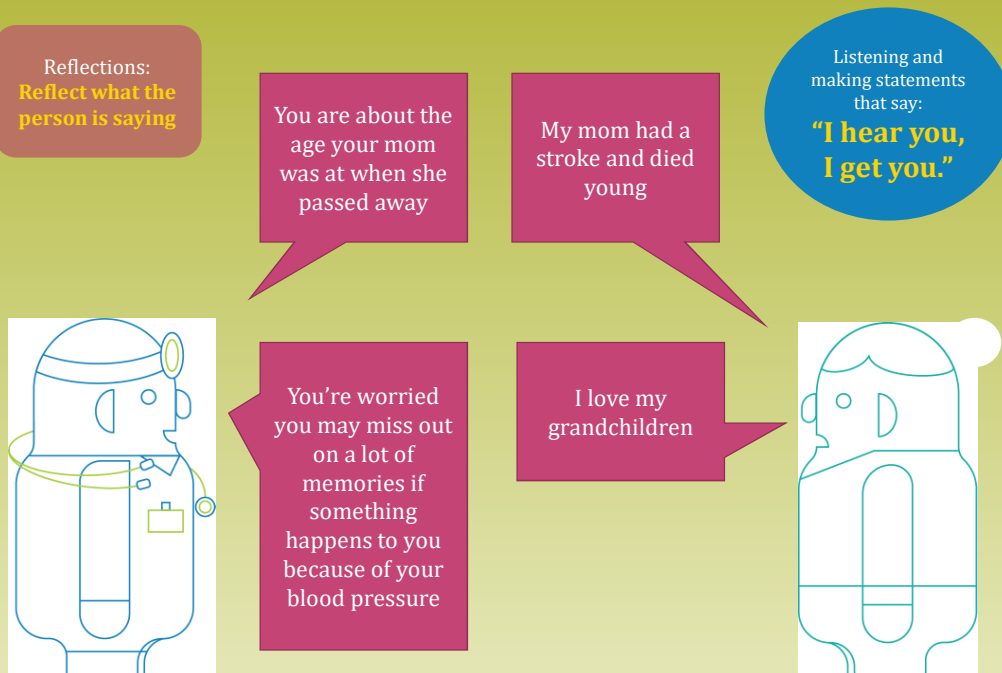 Reflections:
Reflect what the
person is saying
You are about the
age your mom
was at when she
passed away
My mom had a
stroke and died
young
Listening and
making statements
that say:
“I hear you,
I get you.”
You’re worried
you may miss out
on a lot of
memories if
something
happens to you
because of your
blood pressure
I love my
grandchildren